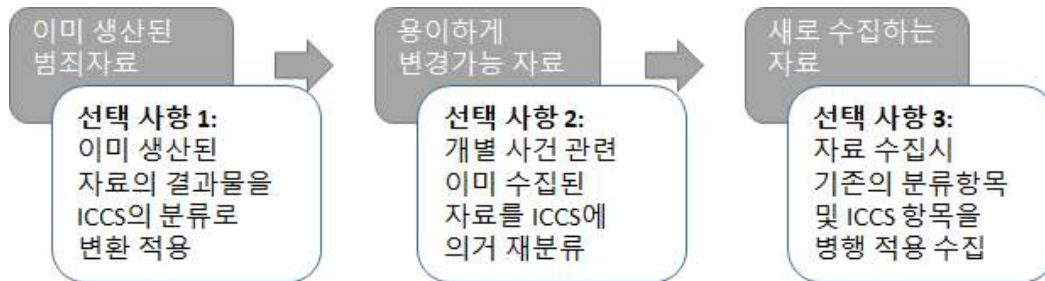 이미 생산된
범죄자료
선택 사항 1:
이미 생산된
자료의 결과물을
ICCS의 분류로
변환 적용
용이하게
변경가능 자료
선택 사항 2:
개별 사건 관련
이미 수집된
자료를 ICCS에
의거 재분류
새로 수집하는
자료
선택 사항 3:
자료 수집시
기존의 분류항목
및 ICCS 항목을
병행 적용 수집